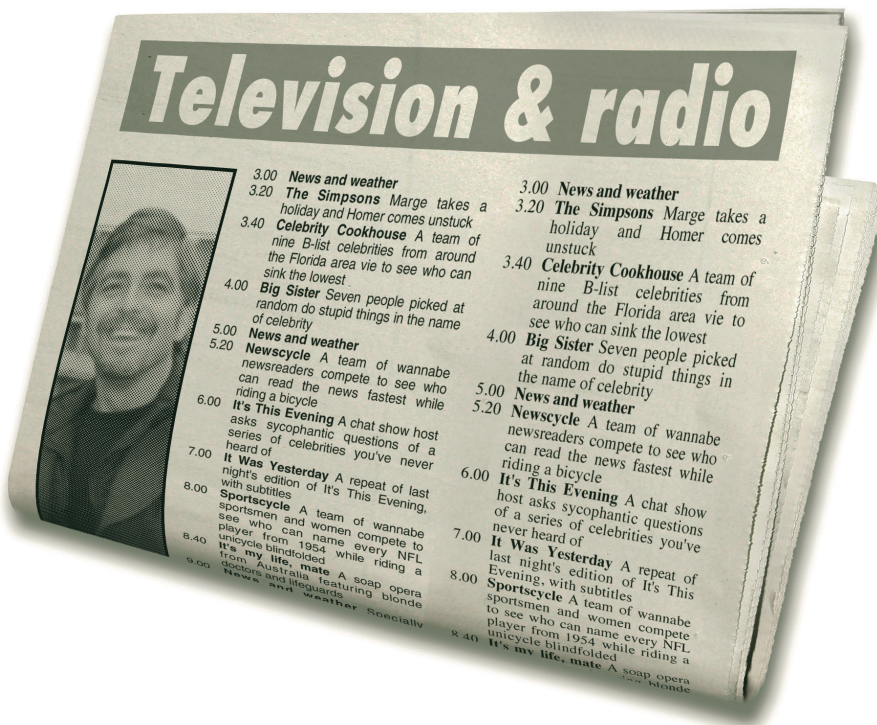 Television & radio
3.00 News and weather
3.20 The Simpsons Marge takes a
holiday and Homer comes unstuck
3.40 Celebrity Cookhouse A team of
nine B-list celebrities from around
the Florida area vie to see who can
sink the lowest
4.00 Big Sister Seven people picked at
random do stupid things in the name
of celebrity
5.00 News and weather
5.20 Newscycle A team of wannabe
newsreaders compete to see who
can read the news fastest while
riding a bicycle
6.00 It's This Evening A chat show host
asks sycophantic questions of a
series of celebrities you've never
heard of
7.00 It Was Yesterday A repeat of last
night's edition of It's This Evening,
with subtitles
8.00 Sportscycle A team of wannabe
sportsmen and women compete to
see who can name every NFL
player from 1954 while riding a
unicycle blindfolded
8.40 It's my life, mate A soap opera
from Australia featuring blonde
doctors and lifeguards
9.00 News and weather Specially
3.00 News and weather
3.20 The Simpsons Marge takes a
holiday and Homer comes
unstuck
3.40 Celebrity Cookhouse A team of
nine B-list celebrities from
around the Florida area vie to
see who can sink the lowest
4.00 Big Sister Seven people picked
at random do stupid things in
the name of celebrity
5.00 News and weather
5.20 Newscycle A team of wannabe
newsreaders compete to see who
can read the news fastest while
riding a bicycle
6.00 It's This Evening A chat show
host asks sycophantic questions
of a series of celebrities you've
never heard of
7.00 It Was Yesterday A repeat of
last night's edition of It's This
Evening, with subtitles
8.00 Sportscycle A team of wannabe
sportsmen and women compete
to see who can name every NFL
player from 1954 while riding a
unicycle blindfolded
8.40 It's my life, mate A soap opera
blonde